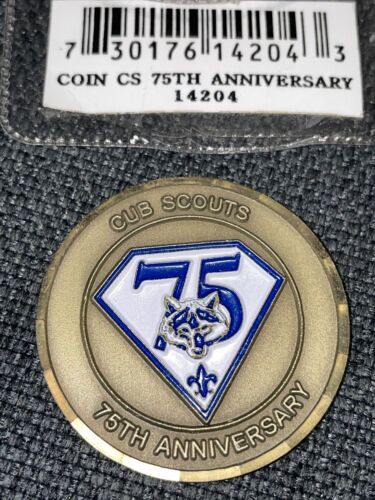 7 30176 14204 3
COIN CS 75TH ANNIVERSARY
14204
CUB SCOUTS
75
75TH ANNIVERSARY